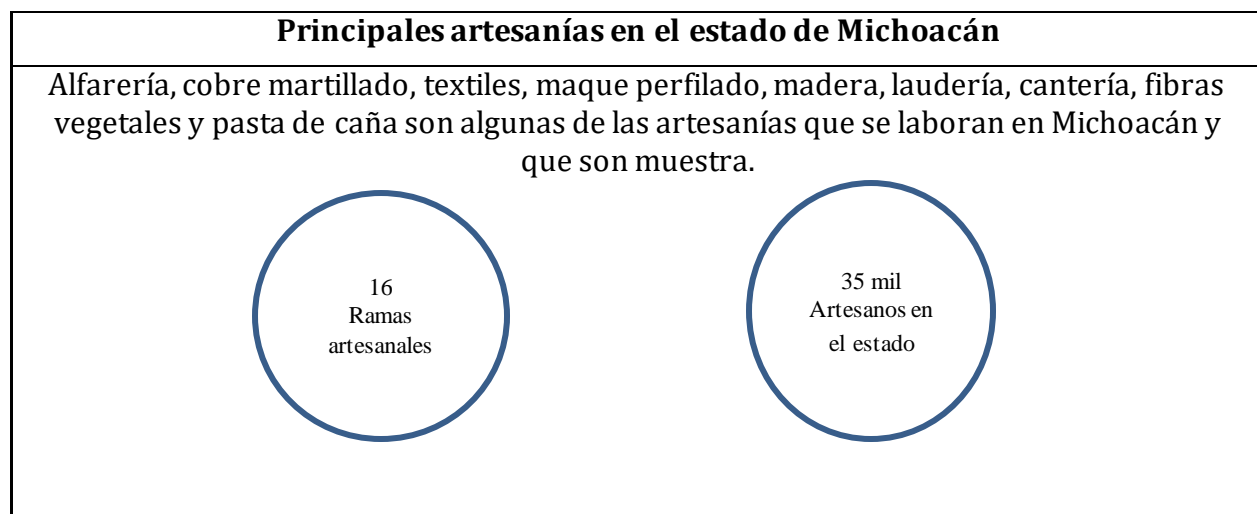 Principales artesanías en el estado de Michoacán
Alfarería, cobre martillado, textiles, maque perfilado, madera, laudería, cantería, fibras
vegetales y pasta de caña son algunas de las artesanías que se laboran en Michoacán y
que son muestra.
16
Ramas
artesanales
35 mil
Artesanos en
el estado